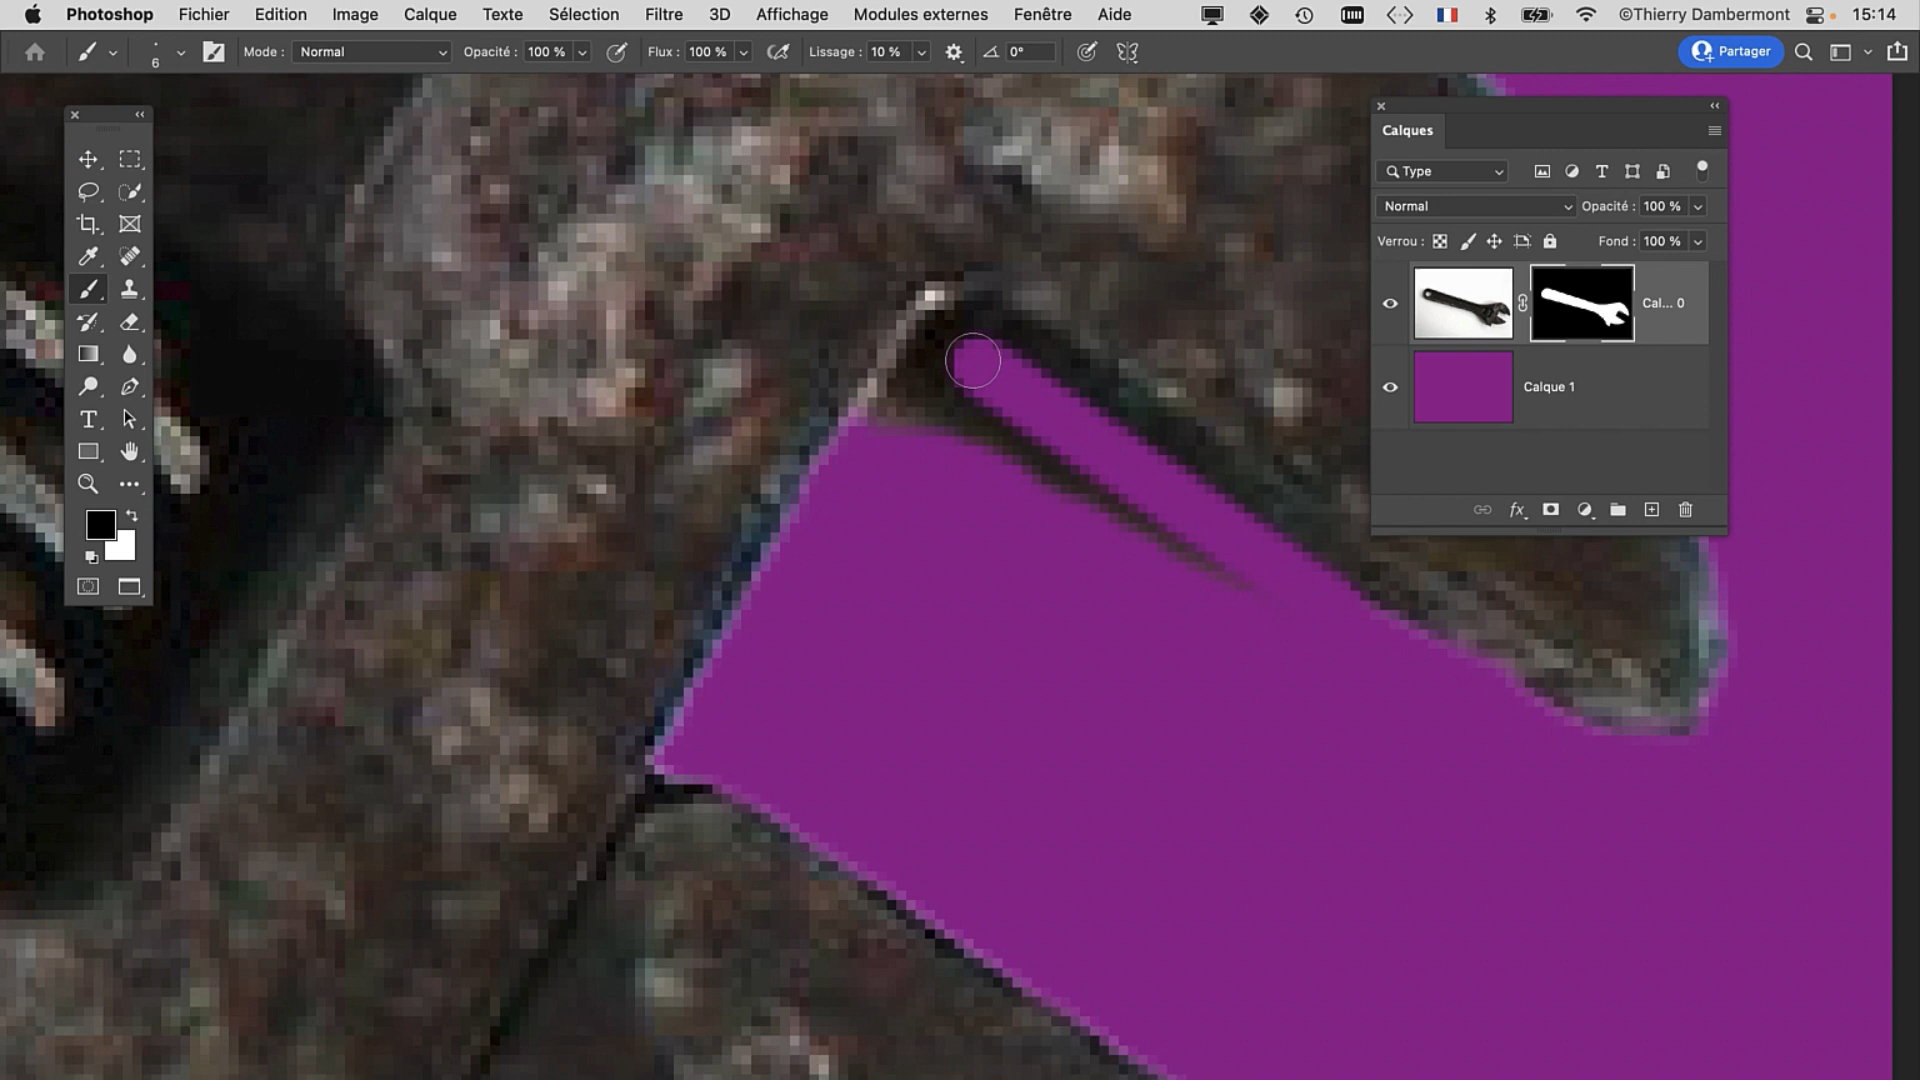 Photoshop Fichier Edition Image Calque Texte Sélection Filtre 3D Affichage Modules externes Fenêtre Aide ©Thierry Dambermont 15:14
6 Mode : Normal Opacité : 100 % Flux : 100 % Lissage : 10 % 0° Partager
Calques
Type
Normal Opacité : 100 %
Verrou : Fond : 100 %
Cal... 0
Calque 1
fx